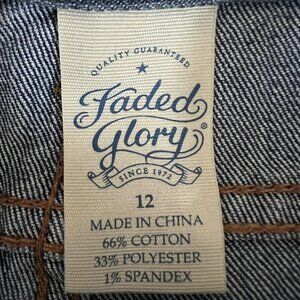 QUALITY GUARANTEED
Faded
Glory®
SINCE 1972
12
MADE IN CHINA
66% COTTON
33% POLYESTER
1% SPANDEX